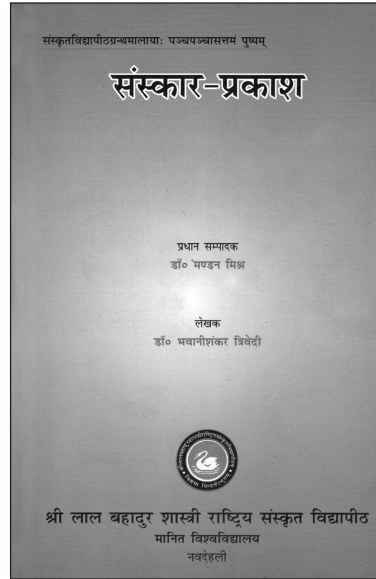 संस्कृतविद्यापीठग्रन्थमालायाः पञ्चपञ्चासत्तमं पुष्पम्
संस्कार-प्रकाश
प्रधान सम्पादक
डॉ० मण्डन मिश्र
लेखक
डॉ० भवानीशंकर त्रिवेदी
श्री लाल बहादुर शास्त्री राष्ट्रिय संस्कृत विद्यापीठ
मानित विश्वविद्यालय
नवदेहली